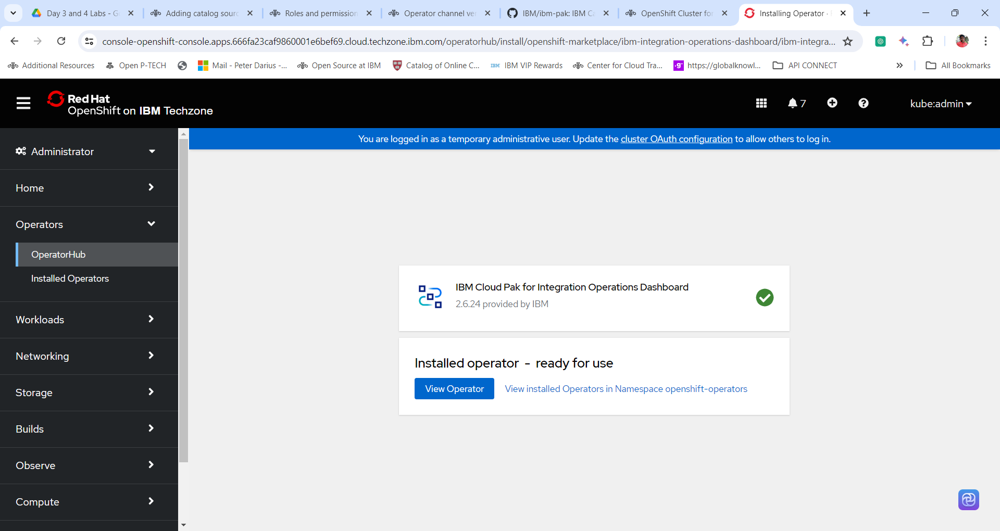 Day 3 and 4 Labs - G
Adding catalog sourc
Roles and permission
Operator channel ver
IBM/ibm-pak: IBM Ca
OpenShift Cluster for
Installing Operator ·
console-openshift-console.apps.666fa23caf9860001e6bef69.cloud.techzone.ibm.com/operatorhub/install/openshift-marketplace/ibm-integration-operations-dashboard/ibm-integra...
Additional Resources
Open P-TECH
Mail - Peter Darius -...
Open Source at IBM
Catalog of Online C...
IBM VIP Rewards
Center for Cloud Tra...
https://globalknowl...
API CONNECT
All Bookmarks
Red Hat
OpenShift on IBM Techzone
7
kube:admin
You are logged in as a temporary administrative user. Update the cluster OAuth configuration to allow others to log in.
Administrator
Home
Operators
OperatorHub
Installed Operators
Workloads
Networking
Storage
Builds
Observe
Compute
IBM Cloud Pak for Integration Operations Dashboard
2.6.24 provided by IBM
Installed operator - ready for use
View Operator
View installed Operators in Namespace openshift-operators